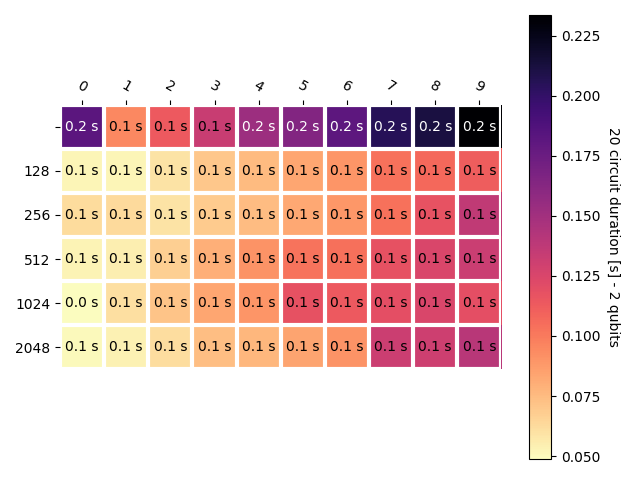 0 1 2 3 4 5 6 7 8 9
0.2 s 0.1 s 0.1 s 0.1 s 0.2 s 0.2 s 0.2 s 0.2 s 0.2 s 0.2 s
128 0.1 s 0.1 s 0.1 s 0.1 s 0.1 s 0.1 s 0.1 s 0.1 s 0.1 s 0.1 s
256 0.1 s 0.1 s 0.1 s 0.1 s 0.1 s 0.1 s 0.1 s 0.1 s 0.1 s 0.1 s
512 0.1 s 0.1 s 0.1 s 0.1 s 0.1 s 0.1 s 0.1 s 0.1 s 0.1 s 0.1 s
1024 0.0 s 0.1 s 0.1 s 0.1 s 0.1 s 0.1 s 0.1 s 0.1 s 0.1 s 0.1 s
2048 0.1 s 0.1 s 0.1 s 0.1 s 0.1 s 0.1 s 0.1 s 0.1 s 0.1 s 0.1 s
0.225
0.200
0.175
0.150
0.125
0.100
0.075
0.050
20 circuit duration [s] - 2 qubits